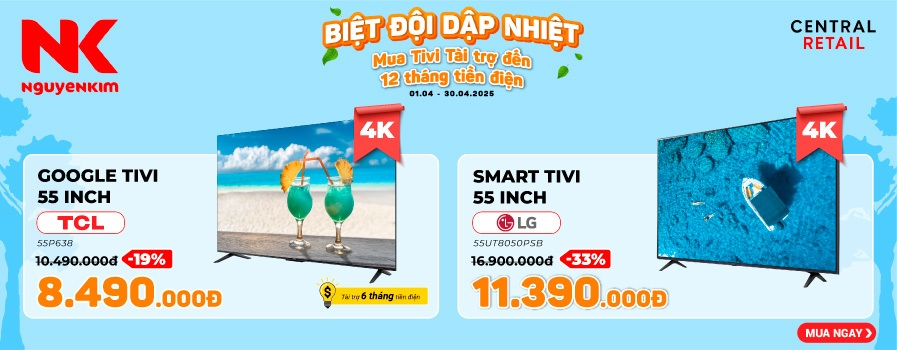 NK
NGUYENKIM
BIỆT ĐỘI DẬP NHIỆT
Mua Tivi Tài trợ đến
12 tháng tiền điện
01.04 - 30.04.2025
CENTRAL
RETAIL
4K
GOOGLE TIVI
55 INCH
TCL
55P638
10.490.000đ -19%
8.490.000Đ
Tài trợ 6 tháng tiền điện
4K
SMART TIVI
55 INCH
LG
55UT8050PSB
16.900.000đ -33%
11.390.000Đ
MUA NGAY